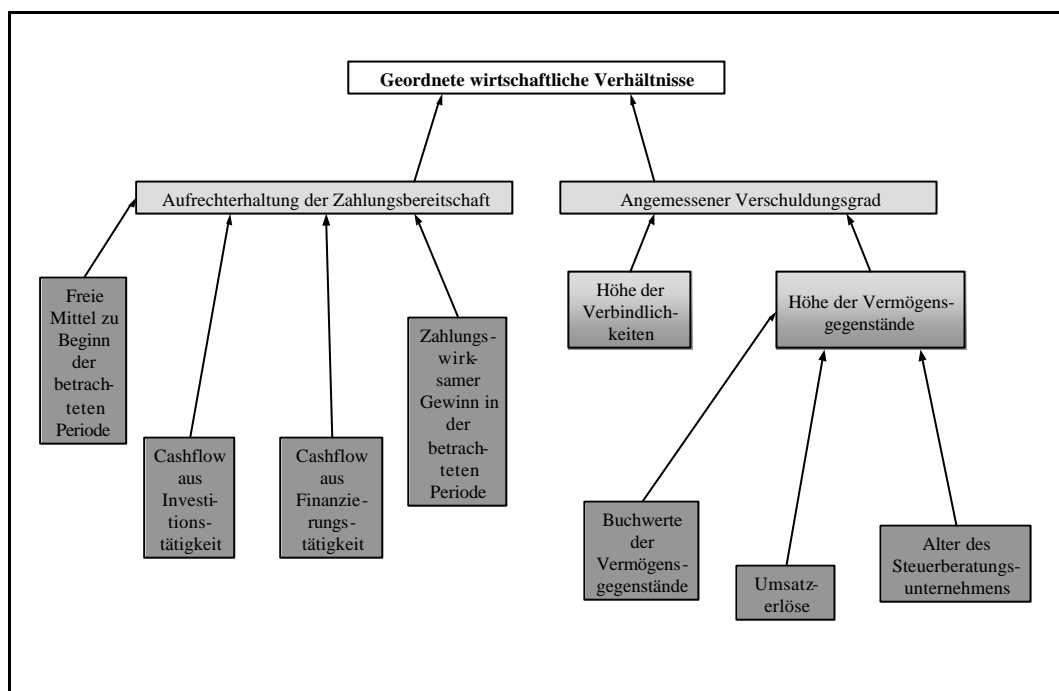 Geordnete wirtschaftliche Verhältnisse
Aufrechterhaltung der Zahlungsbereitschaft
Angemessener Verschuldungsgrad
Freie
Mittel zu
Beginn
der
betrach-
teten
Periode
Cashflow
aus
Investi-
tions-
tätigkeit
Cashflow
aus
Finanzie-
rungs-
tätigkeit
Zahlungs-
wirk-
samer
Gewinn in
der
betrach-
teten
Periode
Höhe der
Verbindlich-
keiten
Höhe der Vermögens-
gegenstände
Buchwerte
der
Vermögens-
gegenstände
Umsatz-
erlöse
Alter des
Steuerberatungs-
unternehmens